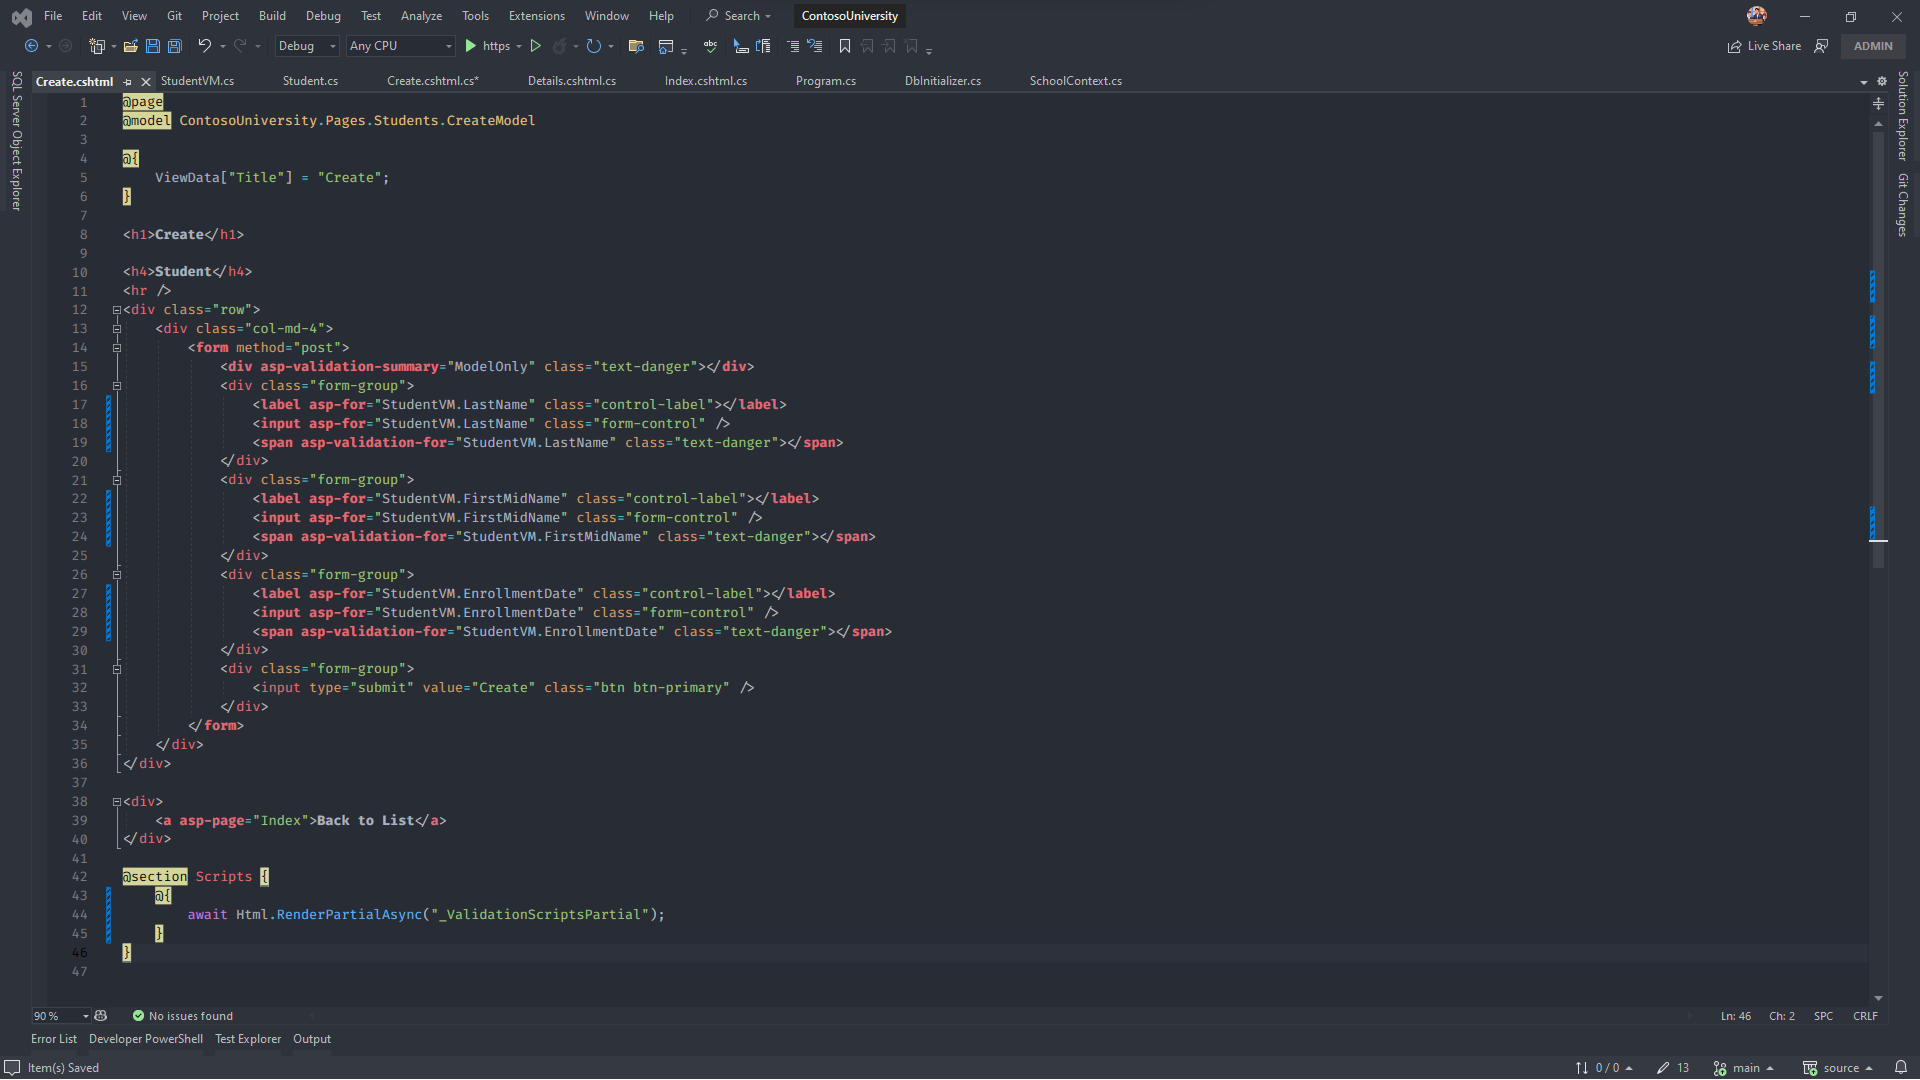 File Edit View Git Project Build Debug Test Analyze Tools Extensions Window Help Search ContosoUniversity
Debug Any CPU https Live Share ADMIN
Create.cshtml StudentVM.cs Student.cs Create.cshtml.cs* Details.cshtml.cs Index.cshtml.cs Program.cs DbInitializer.cs SchoolContext.cs
SQL Server Object Explorer
Solution Explorer
Git Changes
1 @page
2 @model ContosoUniversity.Pages.Students.CreateModel
3
4 @{
5 ViewData["Title"] = "Create";
6 }
7
8 <h1>Create</h1>
9
10 <h4>Student</h4>
11 <hr />
12 <div class="row">
13 <div class="col-md-4">
14 <form method="post">
15 <div asp-validation-summary="ModelOnly" class="text-danger"></div>
16 <div class="form-group">
17 <label asp-for="StudentVM.LastName" class="control-label"></label>
18 <input asp-for="StudentVM.LastName" class="form-control" />
19 <span asp-validation-for="StudentVM.LastName" class="text-danger"></span>
20 </div>
21 <div class="form-group">
22 <label asp-for="StudentVM.FirstMidName" class="control-label"></label>
23 <input asp-for="StudentVM.FirstMidName" class="form-control" />
24 <span asp-validation-for="StudentVM.FirstMidName" class="text-danger"></span>
25 </div>
26 <div class="form-group">
27 <label asp-for="StudentVM.EnrollmentDate" class="control-label"></label>
28 <input asp-for="StudentVM.EnrollmentDate" class="form-control" />
29 <span asp-validation-for="StudentVM.EnrollmentDate" class="text-danger"></span>
30 </div>
31 <div class="form-group">
32 <input type="submit" value="Create" class="btn btn-primary" />
33 </div>
34 </form>
35 </div>
36 </div>
37
38 <div>
39 <a asp-page="Index">Back to List</a>
40 </div>
41
42 @section Scripts {
43 @{
44 await Html.RenderPartialAsync("_ValidationScriptsPartial");
45 }
46 }
47
90 % No issues found Ln: 46 Ch: 2 SPC CRLF
Error List Developer PowerShell Test Explorer Output
Item(s) Saved 0 / 0 13 main source